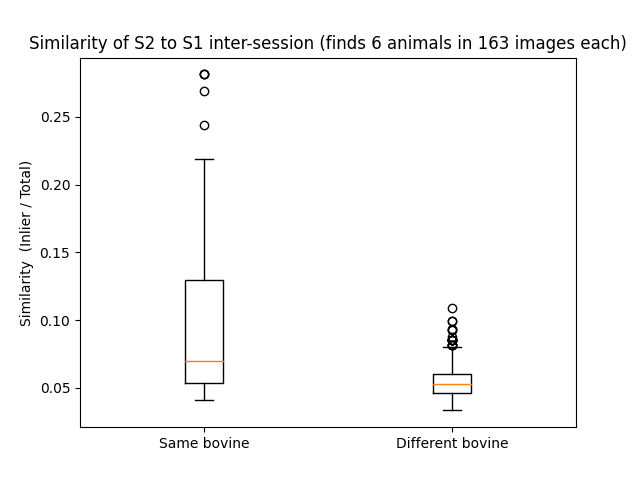 Similarity of S2 to S1 inter-session (finds 6 animals in 163 images each)
Similarity  (Inlier / Total)
0.25
0.20
0.15
0.10
0.05
Same bovine
Different bovine